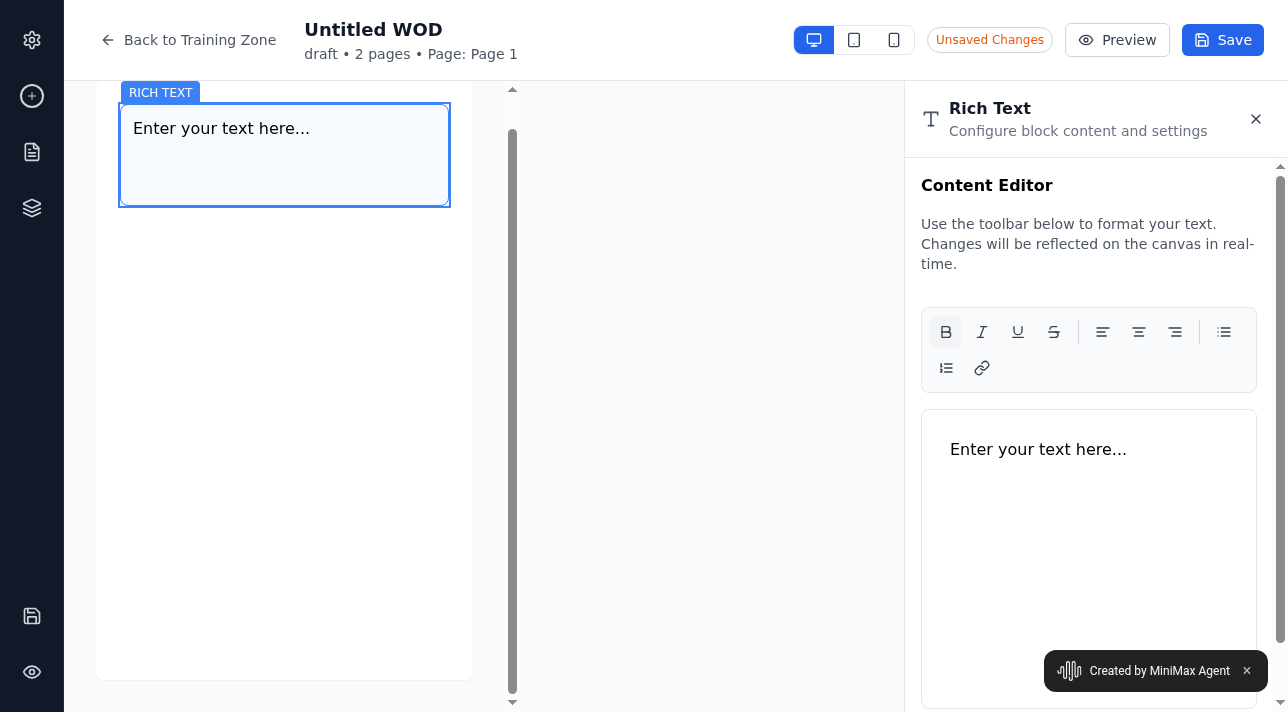 Back to Training Zone
Untitled WOD
draft • 2 pages • Page: Page 1
Unsaved Changes
Preview
Save
RICH TEXT
Enter your text here...
Rich Text
Configure block content and settings
Content Editor
Use the toolbar below to format your text.
Changes will be reflected on the canvas in real-
time.
Enter your text here...
Created by MiniMax Agent